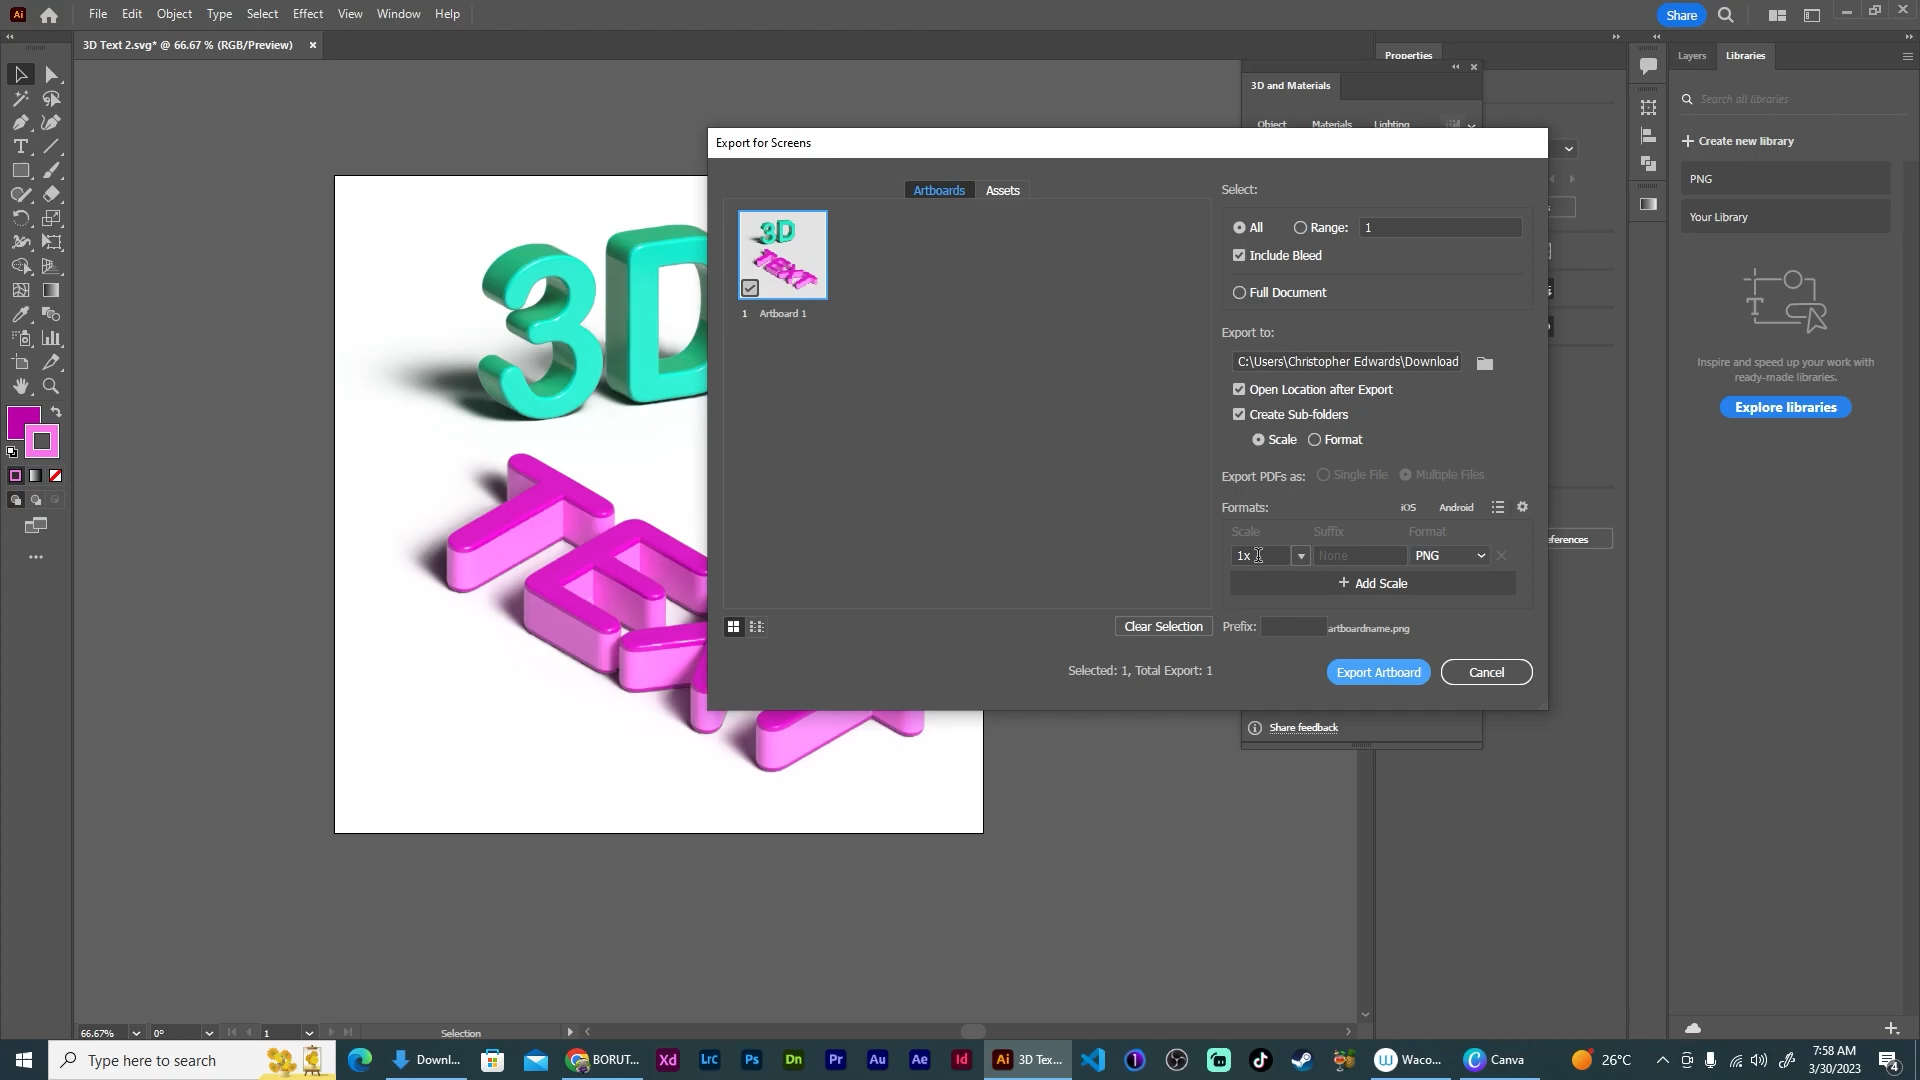 Ai File Edit Object Type Select Effect View Window Help Share
3D Text 2.svg* @ 66.67 % (RGB/Preview)
Properties
Layers Libraries
3D and Materials
Object Materials Lighting
Search all libraries
Create new library
PNG
Your Library
Inspire and speed up your work with
ready-made libraries.
Explore libraries
3D
TEXT
Export for Screens
Artboards Assets
3D
TEXT
1 Artboard 1
Select:
All Range: 1
Include Bleed
Full Document
Export to:
C:\Users\Christopher Edwards\Download
Open Location after Export
Create Sub-folders
Scale Format
Export PDFs as: Single File Multiple Files
Formats: iOS Android
Scale Suffix Format
1x None PNG
+ Add Scale
Clear Selection
Prefix: artboardname.png
Selected: 1, Total Export: 1
Export Artboard Cancel
eferences
Share feedback
66.67% 0° 1 Selection
Type here to search
Downl...
BORUT...
Xd Lrc Ps Dn Pr Au Ae Id
Ai 3D Tex...
Waco...
Canva
26°C
7:58 AM
3/30/2023
4